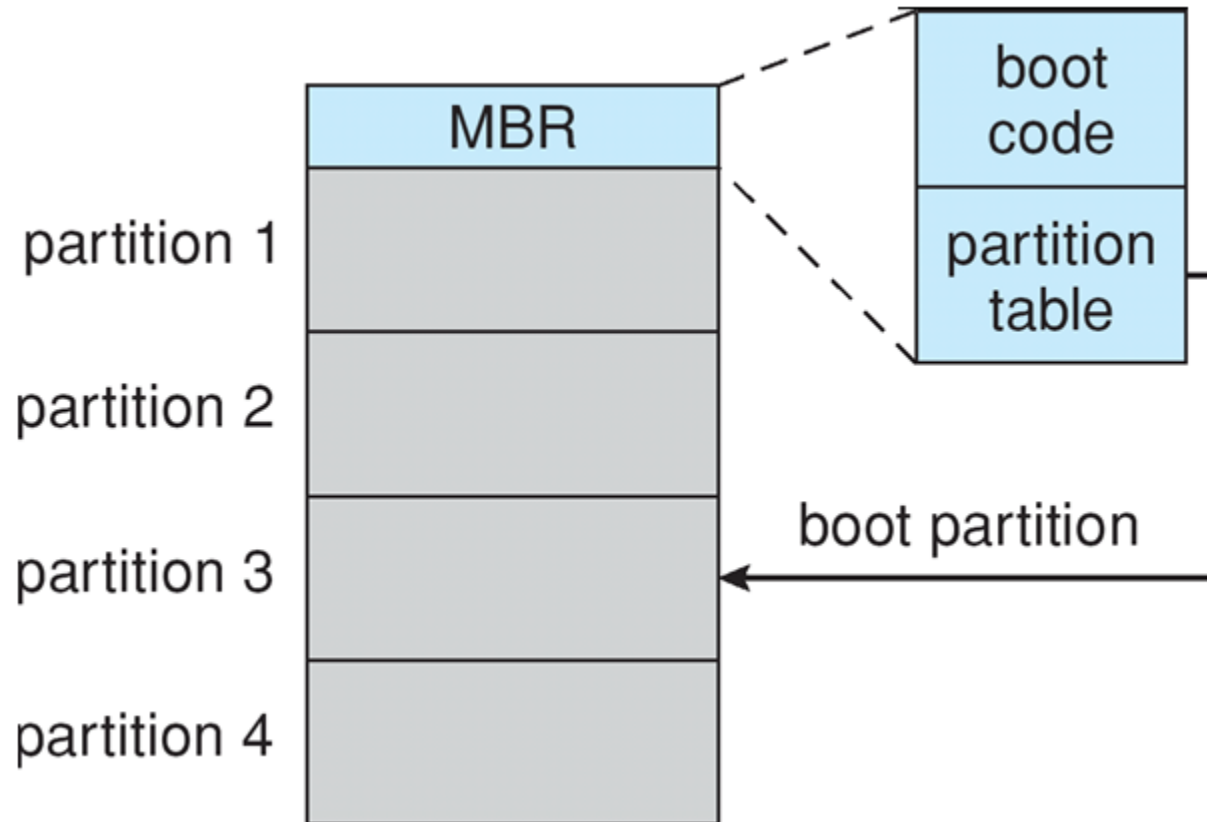 MBR
boot
code
partition
table
partition 1
partition 2
boot partition
partition 3
partition 4